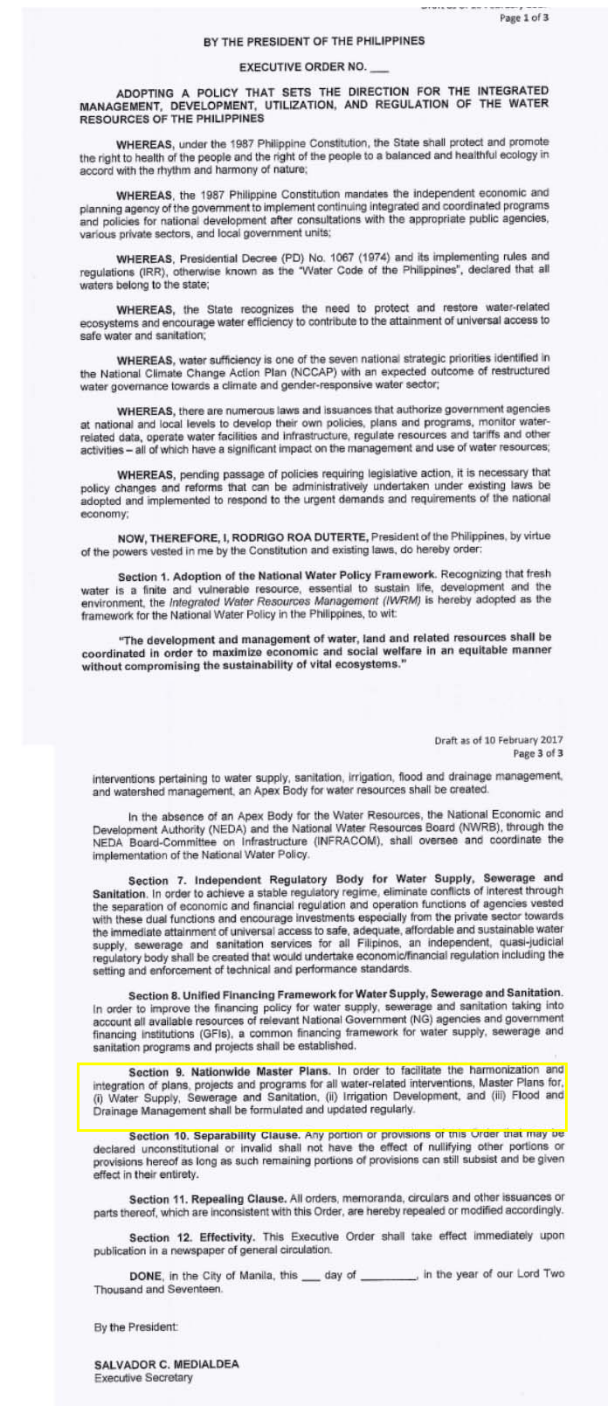 Page 1 of 3
BY THE PRESIDENT OF THE PHILIPPINES
EXECUTIVE ORDER NO. ___
ADOPTING A POLICY THAT SETS THE DIRECTION FOR THE INTEGRATED
MANAGEMENT, DEVELOPMENT, UTILIZATION, AND REGULATION OF THE WATER
RESOURCES OF THE PHILIPPINES
WHEREAS, under the 1987 Philippine Constitution, the State shall protect and promote
the right to health of the people and the right of the people to a balanced and healthful ecology in
accord with the rhythm and harmony of nature;
WHEREAS, the 1987 Philippine Constitution mandates the independent economic and
planning agency of the government to implement continuing integrated and coordinated programs
and policies for national development after consultations with the appropriate public agencies,
various private sectors, and local government units;
WHEREAS, Presidential Decree (PD) No. 1067 (1974) and its implementing rules and
regulations (IRR), otherwise known as the "Water Code of the Philippines", declared that all
waters belong to the state;
WHEREAS, the State recognizes the need to protect and restore water-related
ecosystems and encourage water efficiency to contribute to the attainment of universal access to
safe water and sanitation;
WHEREAS, water sufficiency is one of the seven national strategic priorities identified in
the National Climate Change Action Plan (NCCAP) with an expected outcome of restructured
water governance towards a climate and gender-responsive water sector;
WHEREAS, there are numerous laws and issuances that authorize government agencies
at national and local levels to develop their own policies, plans and programs, monitor water-
related data, operate water facilities and infrastructure, regulate resources and tariffs and other
activities – all of which have a significant impact on the management and use of water resources;
WHEREAS, pending passage of policies requiring legislative action, it is necessary that
policy changes and reforms that can be administratively undertaken under existing laws be
adopted and implemented to respond to the urgent demands and requirements of the national
economy;
NOW, THEREFORE, I, RODRIGO ROA DUTERTE, President of the Philippines, by virtue
of the powers vested in me by the Constitution and existing laws, do hereby order:
Section 1. Adoption of the National Water Policy Framework. Recognizing that fresh
water is a finite and vulnerable resource, essential to sustain life, development and the
environment, the Integrated Water Resources Management (IWRM) is hereby adopted as the
framework for the National Water Policy in the Philippines, to wit:
"The development and management of water, land and related resources shall be
coordinated in order to maximize economic and social welfare in an equitable manner
without compromising the sustainability of vital ecosystems."
Draft as of 10 February 2017
Page 3 of 3
interventions pertaining to water supply, sanitation, irrigation, flood and drainage management,
and watershed management, an Apex Body for water resources shall be created.
In the absence of an Apex Body for the Water Resources, the National Economic and
Development Authority (NEDA) and the National Water Resources Board (NWRB), through the
NEDA Board-Committee on Infrastructure (INFRACOM), shall oversee and coordinate the
implementation of the National Water Policy.
Section 7. Independent Regulatory Body for Water Supply, Sewerage and
Sanitation. In order to achieve a stable regulatory regime, eliminate conflicts of interest through
the separation of economic and financial regulation and operation functions of agencies vested
with these dual functions and encourage investments especially from the private sector towards
the immediate attainment of universal access to safe, adequate, affordable and sustainable water
supply, sewerage and sanitation services for all Filipinos, an independent, quasi-judicial
regulatory body shall be created that would undertake economic/financial regulation including the
setting and enforcement of technical and performance standards.
Section 8. Unified Financing Framework for Water Supply, Sewerage and Sanitation.
In order to improve the financing policy for water supply, sewerage and sanitation taking into
account all available resources of relevant National Government (NG) agencies and government
financing institutions (GFIs), a common financing framework for water supply, sewerage and
sanitation programs and projects shall be established.
Section 9. Nationwide Master Plans. In order to facilitate the harmonization and
integration of plans, projects and programs for all water-related interventions, Master Plans for,
(i) Water Supply, Sewerage and Sanitation, (ii) Irrigation Development, and (iii) Flood and
Drainage Management shall be formulated and updated regularly.
Section 10. Separability Clause. Any portion or provisions of this Order that may be
declared unconstitutional or invalid shall not have the effect of nullifying other portions or
provisions hereof as long as such remaining portions of provisions can still subsist and be given
effect in their entirety.
Section 11. Repealing Clause. All orders, memoranda, circulars and other issuances or
parts thereof, which are inconsistent with this Order, are hereby repealed or modified accordingly.
Section 12. Effectivity. This Executive Order shall take effect immediately upon
publication in a newspaper of general circulation.
DONE, in the City of Manila, this ___ day of ________, in the year of our Lord Two
Thousand and Seventeen.
By the President:
SALVADOR C. MEDIALDEA
Executive Secretary